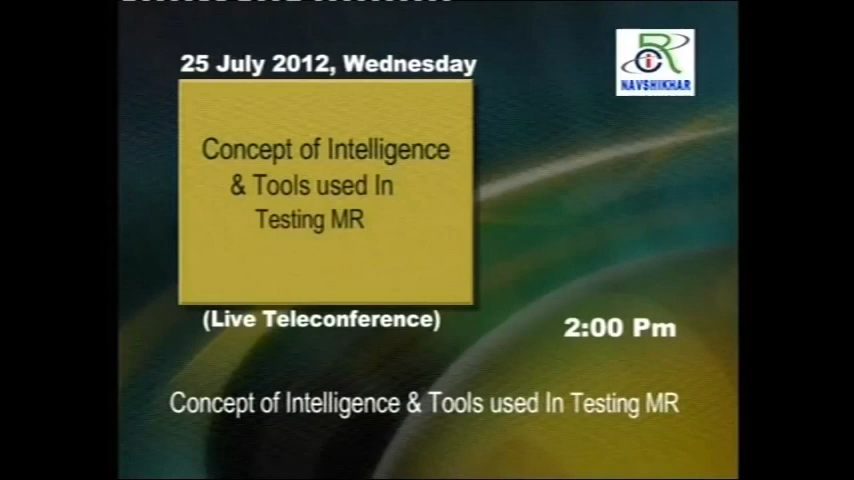 25 July 2012, Wednesday
NAVSHIKHAR
Concept of Intelligence
& Tools used In
Testing MR
(Live Teleconference)
2:00 Pm
Concept of Intelligence & Tools used In Testing MR